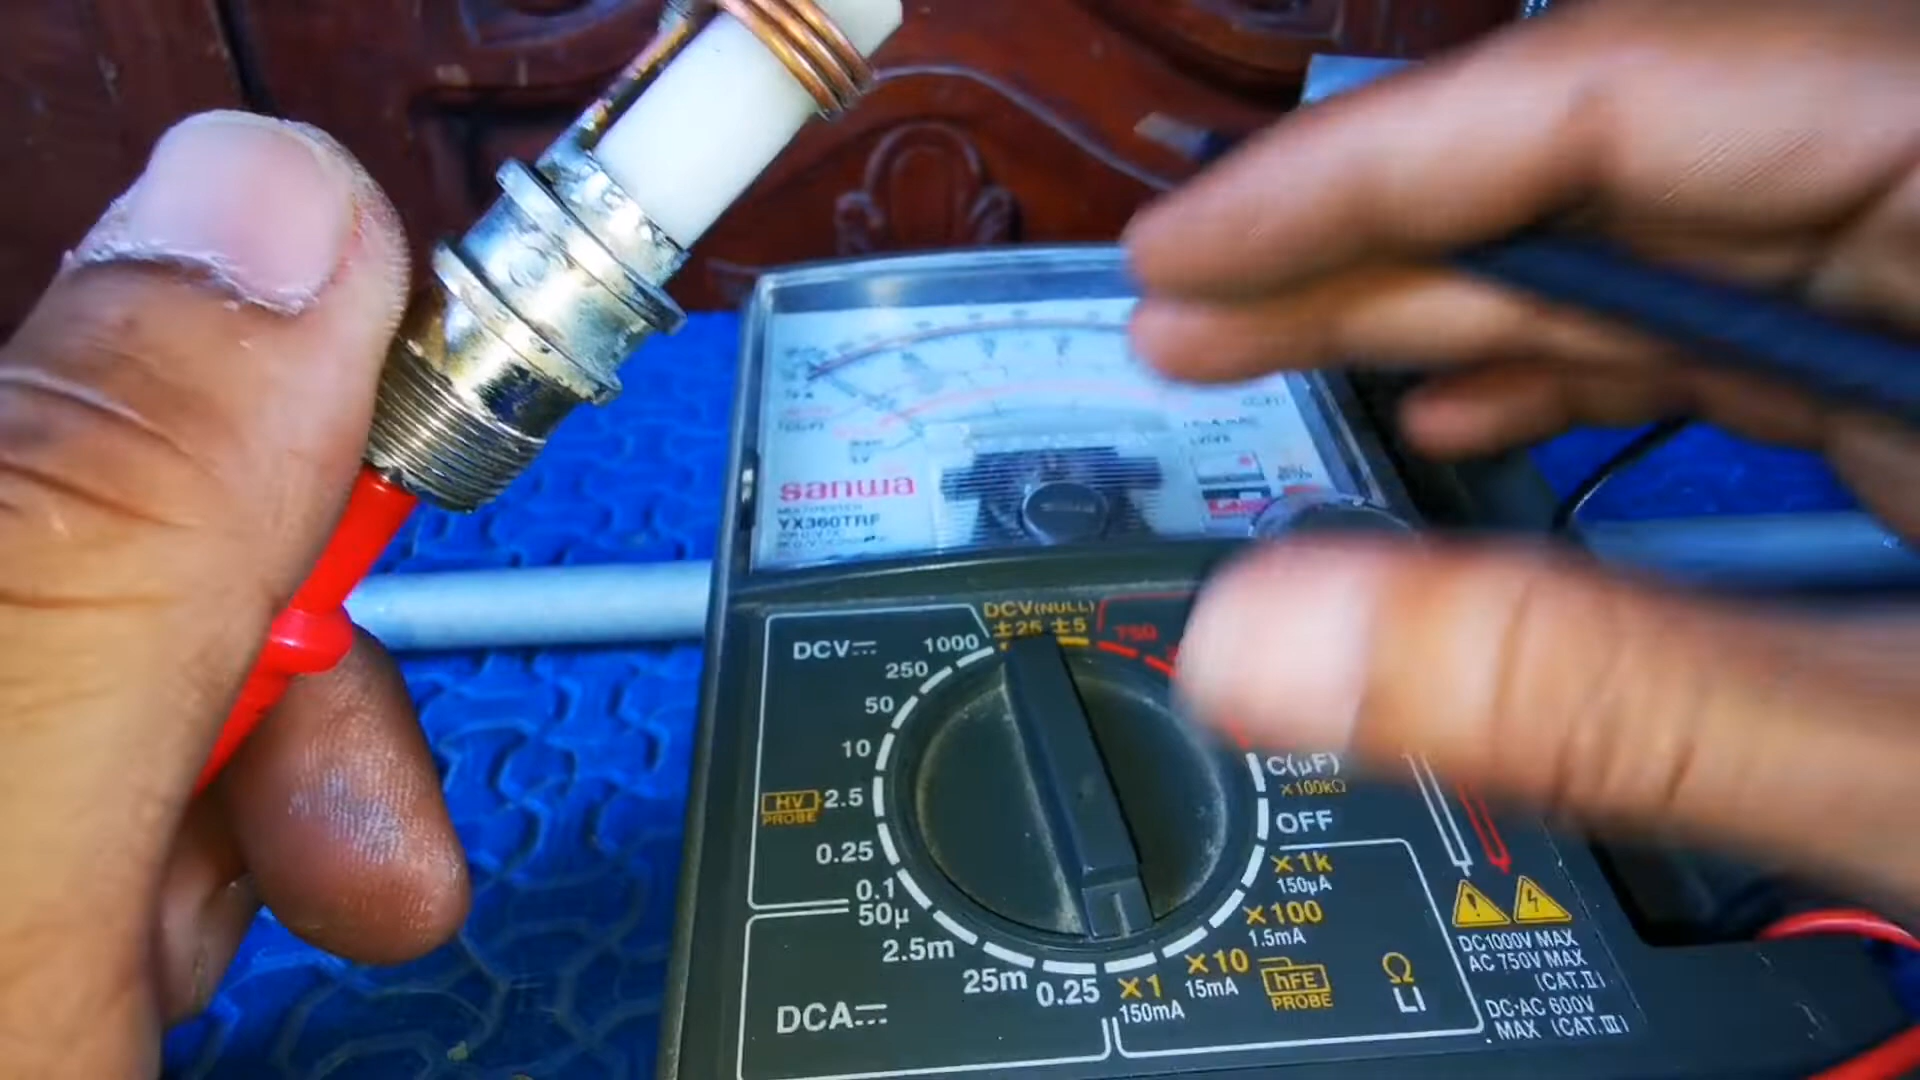 sanwa
MULTITESTER
YX360TRF
DCV(NULL)
±25 ±5
DCV
1000
250
50
10
HV
PROBE
2.5
0.25
0.1
50µ
2.5m
25m
0.25
DCA
750
C(µF)
×100kΩ
OFF
×1k
150µA
×100
1.5mA
×10
15mA
×1
150mA
hFE
PROBE
Ω
LI
DC1000V MAX
AC 750V MAX
(CAT.II)
DC·AC 600V
MAX (CAT.III)